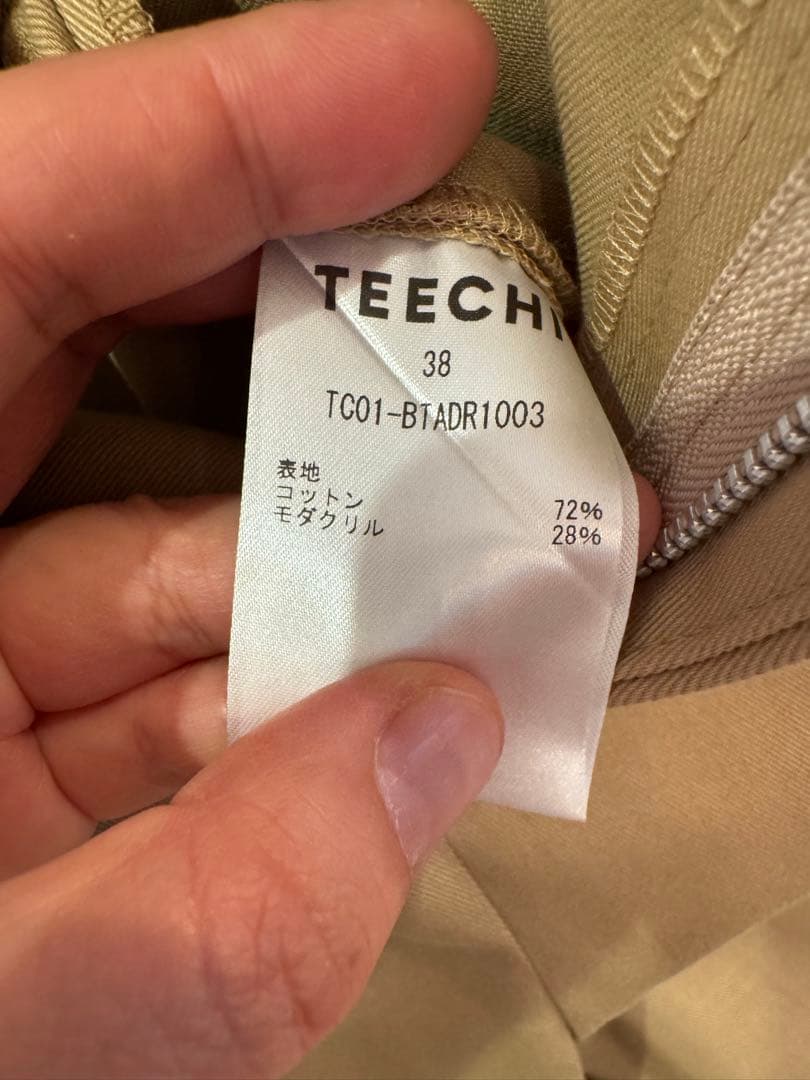 TEECHI
38
TC01-BTADR1003
表地
コットン 72%
モダクリル 28%